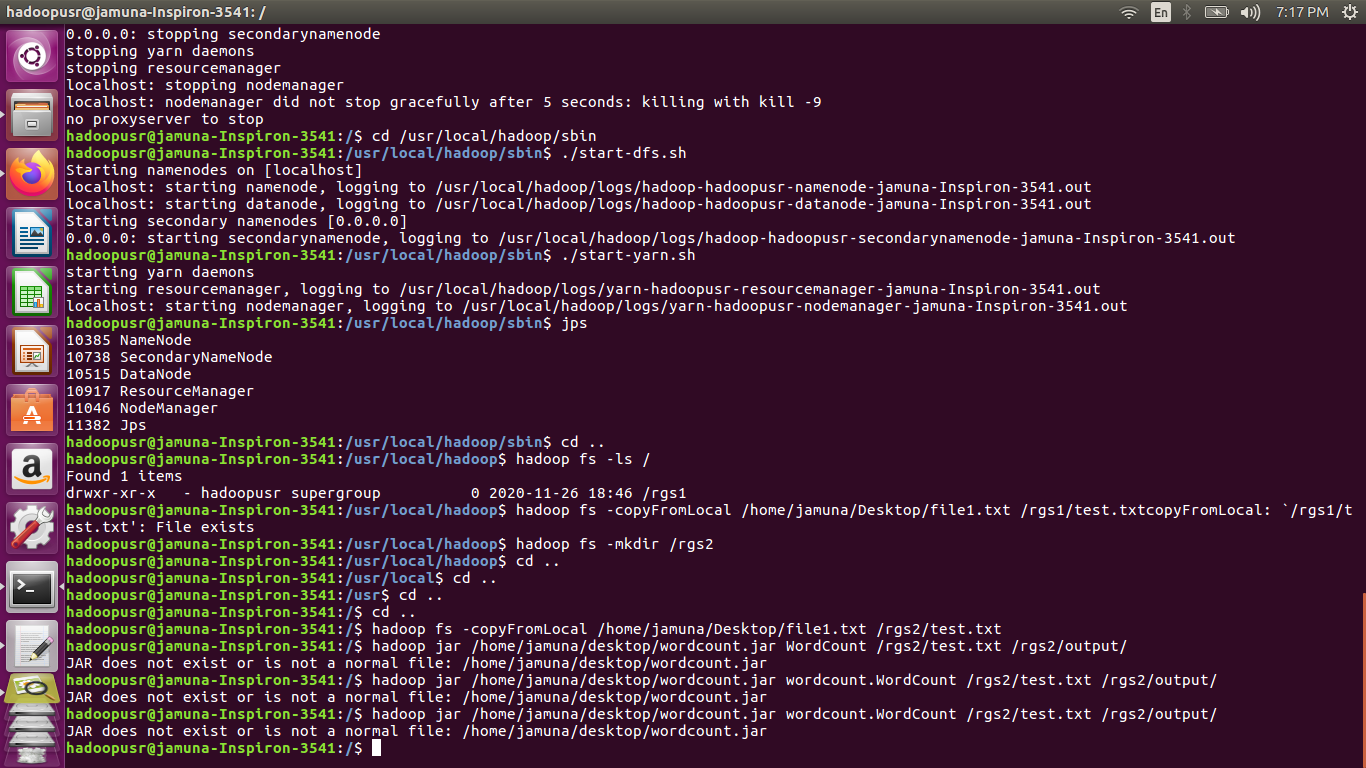 hadoopusr@jamuna-Inspiron-3541: /
En
7:17 PM
0.0.0.0: stopping secondarynamenode
stopping yarn daemons
stopping resourcemanager
localhost: stopping nodemanager
localhost: nodemanager did not stop gracefully after 5 seconds: killing with kill -9
no proxyserver to stop
hadoopusr@jamuna-Inspiron-3541:/$ cd /usr/local/hadoop/sbin
hadoopusr@jamuna-Inspiron-3541:/usr/local/hadoop/sbin$ ./start-dfs.sh
Starting namenodes on [localhost]
localhost: starting namenode, logging to /usr/local/hadoop/logs/hadoop-hadoopusr-namenode-jamuna-Inspiron-3541.out
localhost: starting datanode, logging to /usr/local/hadoop/logs/hadoop-hadoopusr-datanode-jamuna-Inspiron-3541.out
Starting secondary namenodes [0.0.0.0]
0.0.0.0: starting secondarynamenode, logging to /usr/local/hadoop/logs/hadoop-hadoopusr-secondarynamenode-jamuna-Inspiron-3541.out
hadoopusr@jamuna-Inspiron-3541:/usr/local/hadoop/sbin$ ./start-yarn.sh
starting yarn daemons
starting resourcemanager, logging to /usr/local/hadoop/logs/yarn-hadoopusr-resourcemanager-jamuna-Inspiron-3541.out
localhost: starting nodemanager, logging to /usr/local/hadoop/logs/yarn-hadoopusr-nodemanager-jamuna-Inspiron-3541.out
hadoopusr@jamuna-Inspiron-3541:/usr/local/hadoop/sbin$ jps
10385 NameNode
10738 SecondaryNameNode
10515 DataNode
10917 ResourceManager
11046 NodeManager
11382 Jps
hadoopusr@jamuna-Inspiron-3541:/usr/local/hadoop/sbin$ cd ..
hadoopusr@jamuna-Inspiron-3541:/usr/local/hadoop$ hadoop fs -ls /
Found 1 items
drwxr-xr-x   - hadoopusr supergroup          0 2020-11-26 18:46 /rgs1
hadoopusr@jamuna-Inspiron-3541:/usr/local/hadoop$ hadoop fs -copyFromLocal /home/jamuna/Desktop/file1.txt /rgs1/test.txtcopyFromLocal: `/rgs1/t
est.txt': File exists
hadoopusr@jamuna-Inspiron-3541:/usr/local/hadoop$ hadoop fs -mkdir /rgs2
hadoopusr@jamuna-Inspiron-3541:/usr/local/hadoop$ cd ..
hadoopusr@jamuna-Inspiron-3541:/usr/local$ cd ..
hadoopusr@jamuna-Inspiron-3541:/usr$ cd ..
hadoopusr@jamuna-Inspiron-3541:/$ cd ..
hadoopusr@jamuna-Inspiron-3541:/$ hadoop fs -copyFromLocal /home/jamuna/Desktop/file1.txt /rgs2/test.txt
hadoopusr@jamuna-Inspiron-3541:/$ hadoop jar /home/jamuna/desktop/wordcount.jar WordCount /rgs2/test.txt /rgs2/output/
JAR does not exist or is not a normal file: /home/jamuna/desktop/wordcount.jar
hadoopusr@jamuna-Inspiron-3541:/$ hadoop jar /home/jamuna/desktop/wordcount.jar wordcount.WordCount /rgs2/test.txt /rgs2/output/
JAR does not exist or is not a normal file: /home/jamuna/desktop/wordcount.jar
hadoopusr@jamuna-Inspiron-3541:/$ hadoop jar /home/jamuna/desktop/wordcount.jar wordcount.WordCount /rgs2/test.txt /rgs2/output/
JAR does not exist or is not a normal file: /home/jamuna/desktop/wordcount.jar
hadoopusr@jamuna-Inspiron-3541:/$